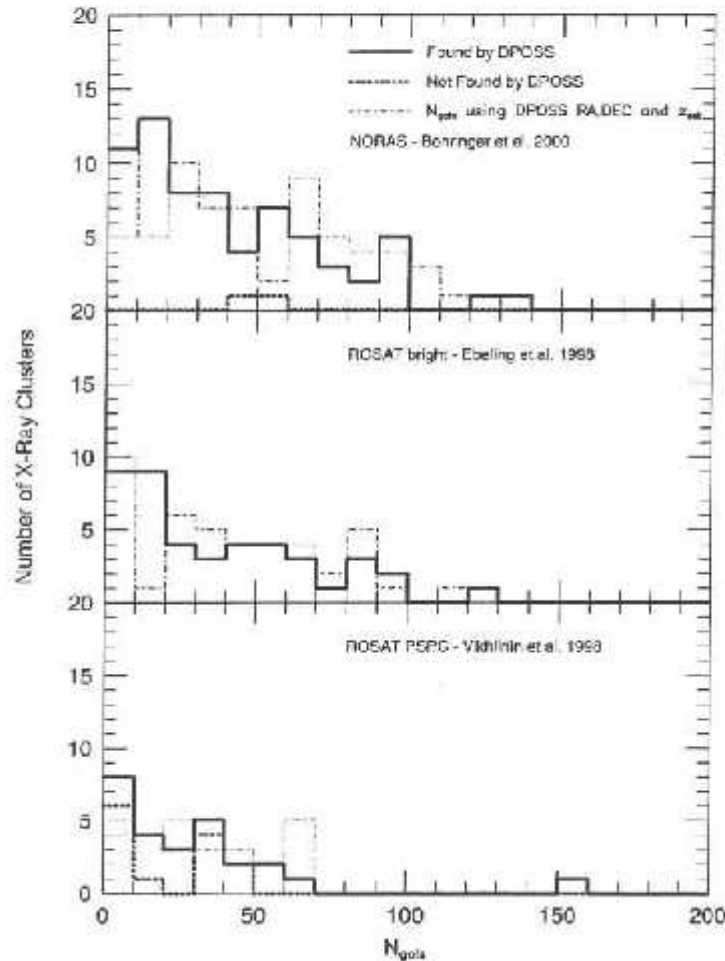 20
Found by DPOSS
Not Found by DPOSS
15
N_gals using DPOSS RA,DEC and z_est
NORAS - Bohringer et al. 2000
10
5
20
ROSAT bright - Ebeling et al. 1998
15
10
Number of X-Ray Clusters
5
20
ROSAT PSPC - Vikhlinin et al. 1998
15
10
5
0
0 50 100 150 200
N_gals